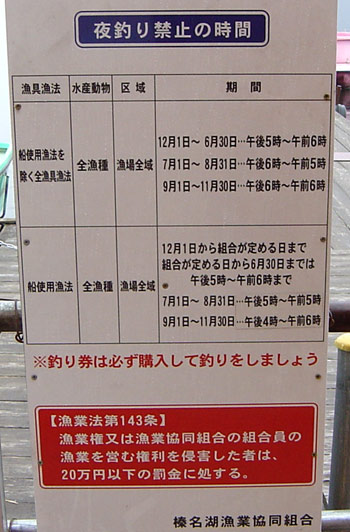 夜釣り禁止の時間
漁具漁法 水産動物 区域 期間
船使用漁法を
除く全漁具漁法 全漁種 漁場全域
12月1日〜 6月30日…午後5時〜午前6時
7月1日〜 8月31日…午後6時〜午前5時
9月1日〜11月30日…午後6時〜午前6時
船使用漁法 全漁種 漁場全域
12月1日から組合が定める日まで
組合が定める日から6月30日までは
午後5時〜午前6時まで
7月1日〜 8月31日…午後5時〜午前5時
9月1日〜11月30日…午後4時〜午前6時
※釣り券は必ず購入して釣りをしましょう
【漁業法第143条】
漁業権又は漁業協同組合の組合員の
漁業を営む権利を侵害した者は、
20万円以下の罰金に処する。
榛名湖漁業協同組合